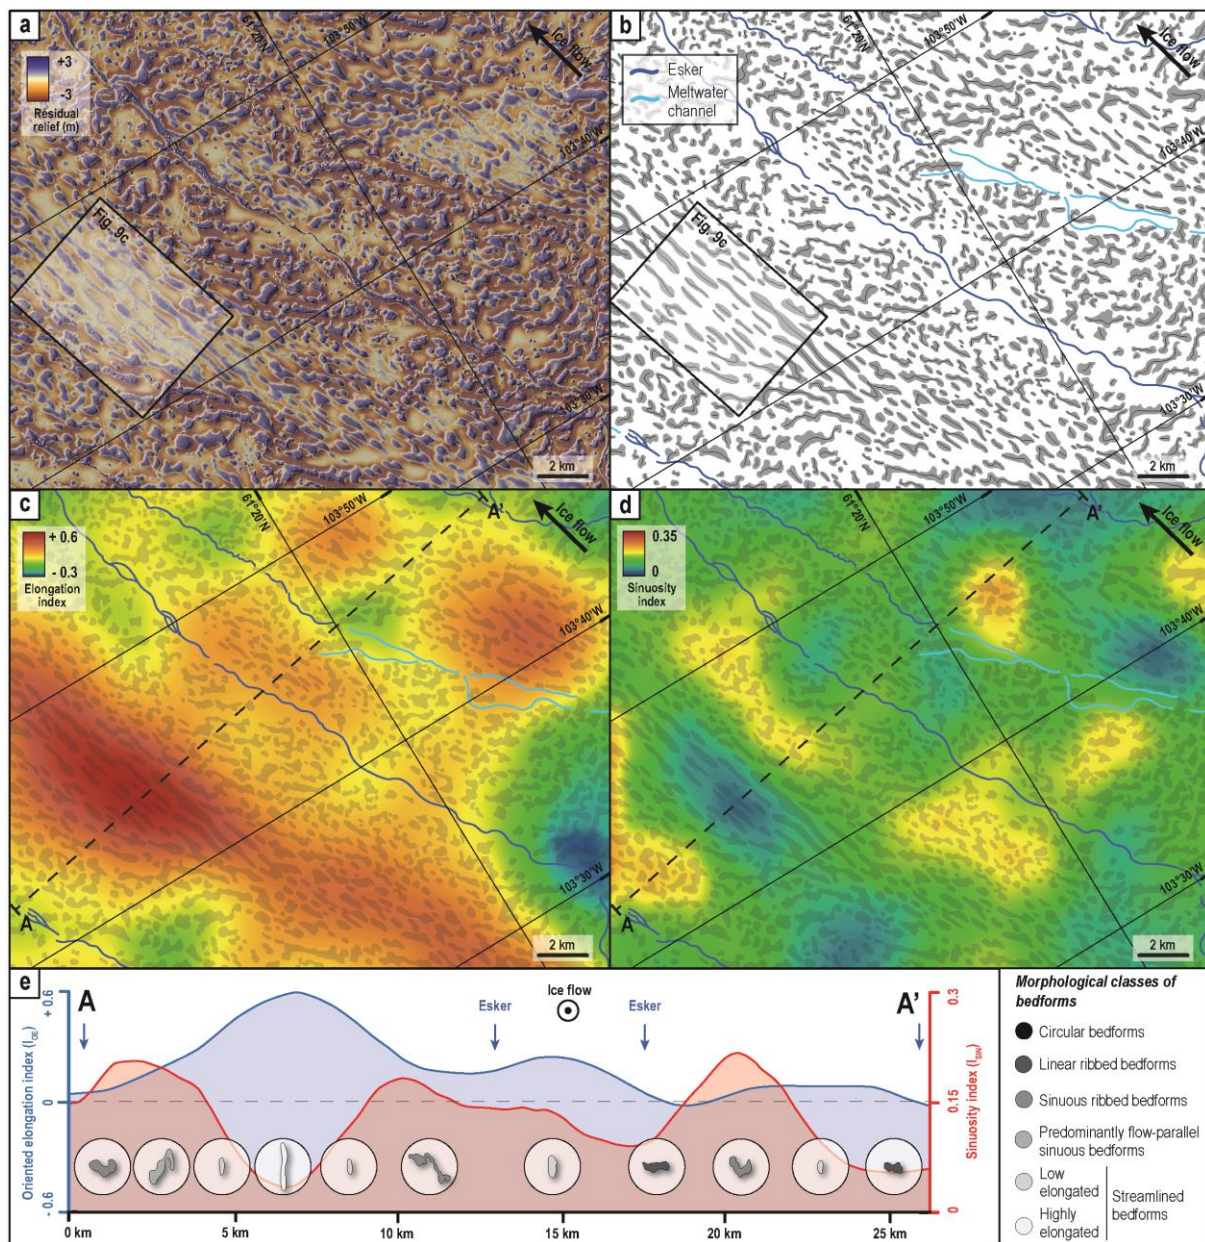 a
+3
-3
Residual
relief (m)
61°20'N
103°50'W
Ice flow
103°40'W
Fig. 9c
103°30'W
2 km
b
Esker
Meltwater
channel
61°20'N
103°50'W
Ice flow
103°40'W
Fig. 9c
103°30'W
2 km
c
+ 0.6
- 0.3
Elongation
index
61°20'N
103°50'W
A'
Ice flow
103°40'W
103°30'W
A
2 km
d
0.35
0
Sinuosity
index
61°20'N
103°50'W
A'
Ice flow
103°40'W
103°30'W
A
2 km
e
A
Ice flow
A'
Esker
Esker
+ 0.6
0
- 0.6
Oriented elongation index (I_OE)
0.3
0.15
0
Sinuosity index (I_SIN)
0 km
5 km
10 km
15 km
20 km
25 km
Morphological classes of
bedforms
Circular bedforms
Linear ribbed bedforms
Sinuous ribbed bedforms
Predominantly flow-parallel
sinuous bedforms
Low
elongated
Highly
elongated
Streamlined
bedforms